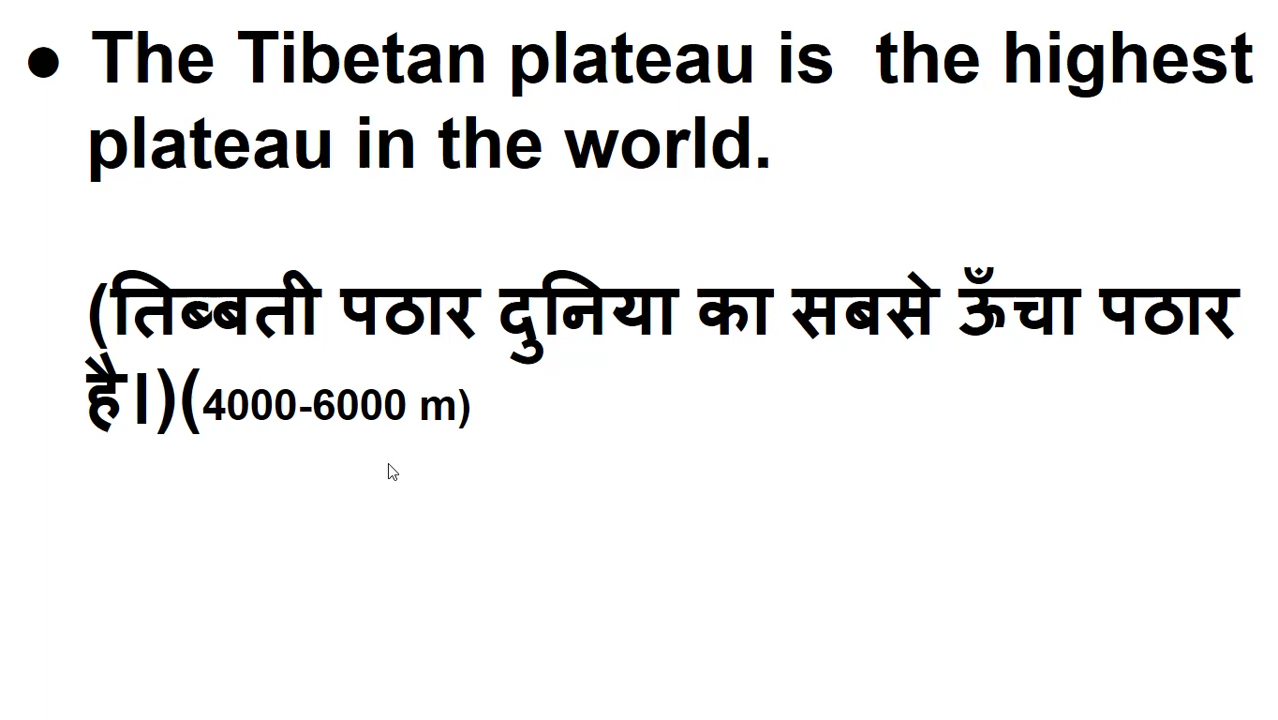 ● The Tibetan plateau is  the highest
plateau in the world.
(तिब्बती पठार दुनिया का सबसे ऊँचा पठार
है।)(4000-6000 m)